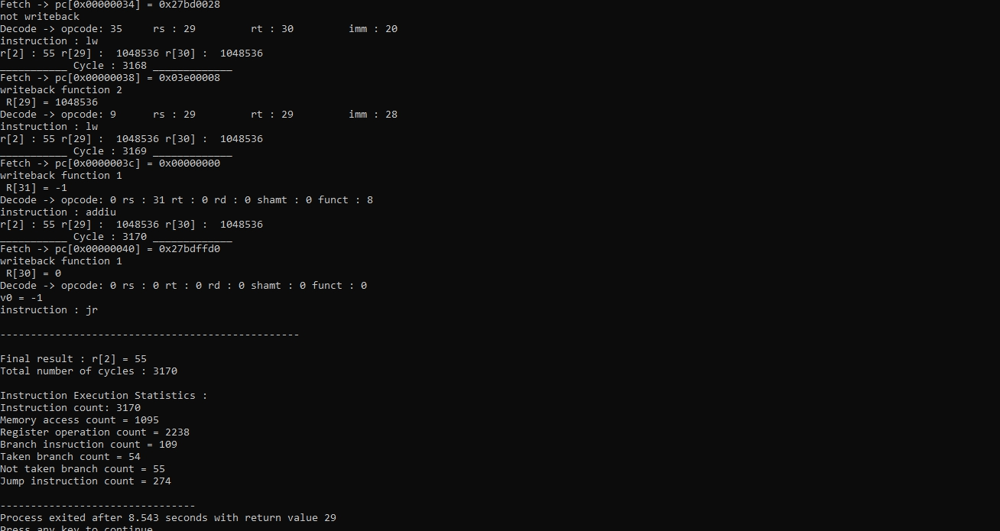 Fetch -> pc[0x00000034] = 0x27bd0028
not writeback
Decode -> opcode: 35     rs : 29         rt : 30         imm : 20
instruction : lw
r[2] : 55 r[29] :  1048536 r[30] :  1048536
___________ Cycle : 3168 _____________
Fetch -> pc[0x00000038] = 0x03e00008
writeback function 2
 R[29] = 1048536
Decode -> opcode: 9      rs : 29         rt : 29         imm : 28
instruction : lw
r[2] : 55 r[29] :  1048536 r[30] :  1048536
___________ Cycle : 3169 _____________
Fetch -> pc[0x0000003c] = 0x00000000
writeback function 1
 R[31] = -1
Decode -> opcode: 0 rs : 31 rt : 0 rd : 0 shamt : 0 funct : 8
instruction : addiu
r[2] : 55 r[29] :  1048536 r[30] :  1048536
___________ Cycle : 3170 _____________
Fetch -> pc[0x00000040] = 0x27bdffd0
writeback function 1
 R[30] = 0
Decode -> opcode: 0 rs : 0 rt : 0 rd : 0 shamt : 0 funct : 0
v0 = -1
instruction : jr
-------------------------------------------------
Final result : r[2] = 55
Total number of cycles : 3170
Instruction Execution Statistics :
Instruction count: 3170
Memory access count = 1095
Register operation count = 2238
Branch insruction count = 109
Taken branch count = 54
Not taken branch count = 55
Jump instruction count = 274
--------------------------------
Process exited after 8.543 seconds with return value 29
Press any key to continue